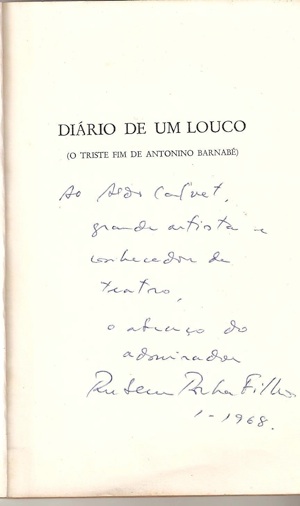 DIÁRIO DE UM LOUCO
(O TRISTE FIM DE ANTONINO BARNABÉ)
Ao Aldo Calvet,
grande artista e
conhecedor de
teatro,
o abraço do
admirador
Rubem Rocha Filho
1-1968.